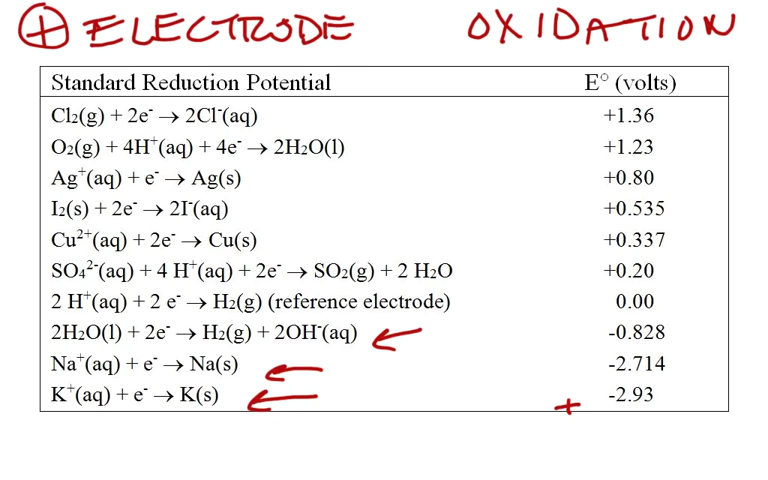 ⊕ ELECTRODE OXIDATION
Standard Reduction Potential E° (volts)
Cl₂(g) + 2e⁻ → 2Cl⁻(aq) +1.36
O₂(g) + 4H⁺(aq) + 4e⁻ → 2H₂O(l) +1.23
Ag⁺(aq) + e⁻ → Ag(s) +0.80
I₂(s) + 2e⁻ → 2I⁻(aq) +0.535
Cu²⁺(aq) + 2e⁻ → Cu(s) +0.337
SO₄²⁻(aq) + 4 H⁺(aq) + 2e⁻ → SO₂(g) + 2 H₂O +0.20
2 H⁺(aq) + 2 e⁻ → H₂(g) (reference electrode) 0.00
2H₂O(l) + 2e⁻ → H₂(g) + 2OH⁻(aq) ← -0.828
Na⁺(aq) + e⁻ → Na(s) ← -2.714
K⁺(aq) + e⁻ → K(s) ← + -2.93